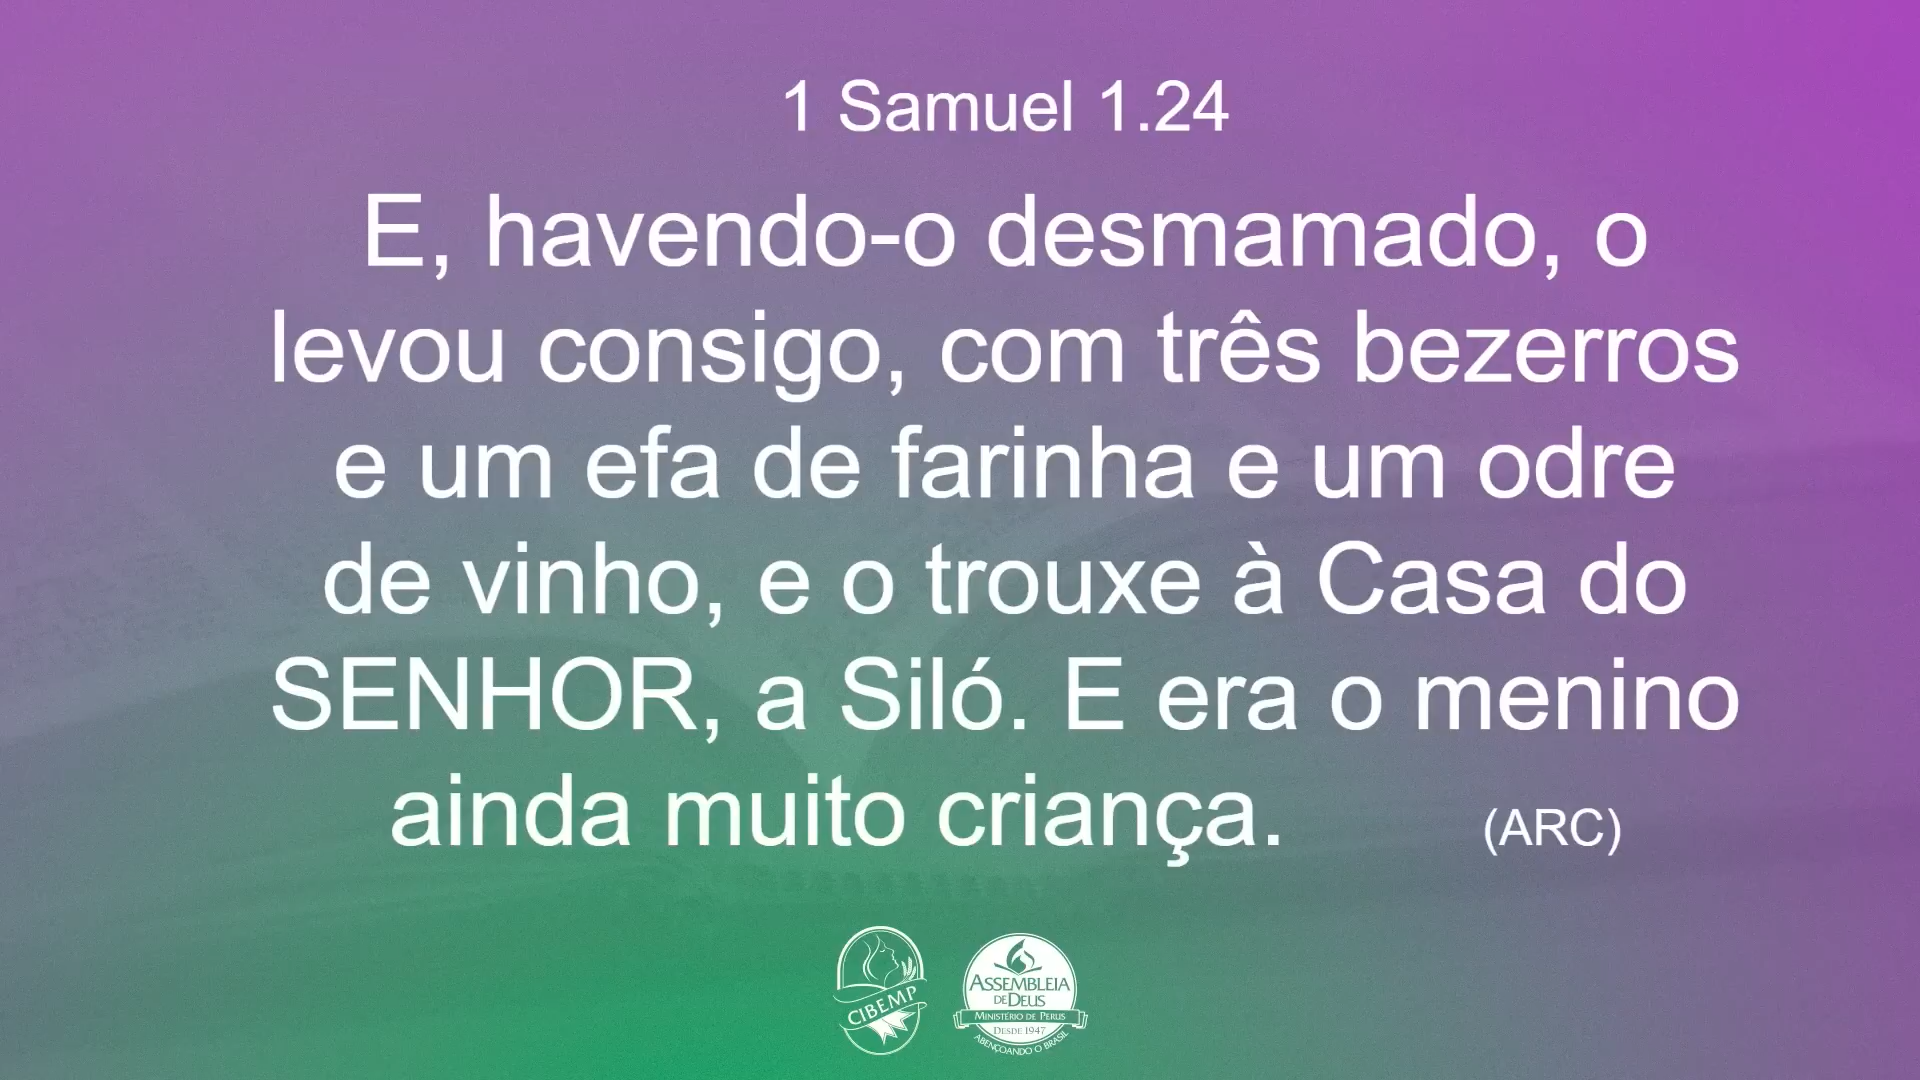 1 Samuel 1.24
E, havendo-o desmamado, o
levou consigo, com três bezerros
e um efa de farinha e um odre
de vinho, e o trouxe à Casa do
SENHOR, a Siló. E era o menino
ainda muito criança. (ARC)
CIBEMP
ASSEMBLEIA
DE DEUS
MINISTÉRIO DE PERUS
DESDE 1947
ABENÇOANDO O BRASIL